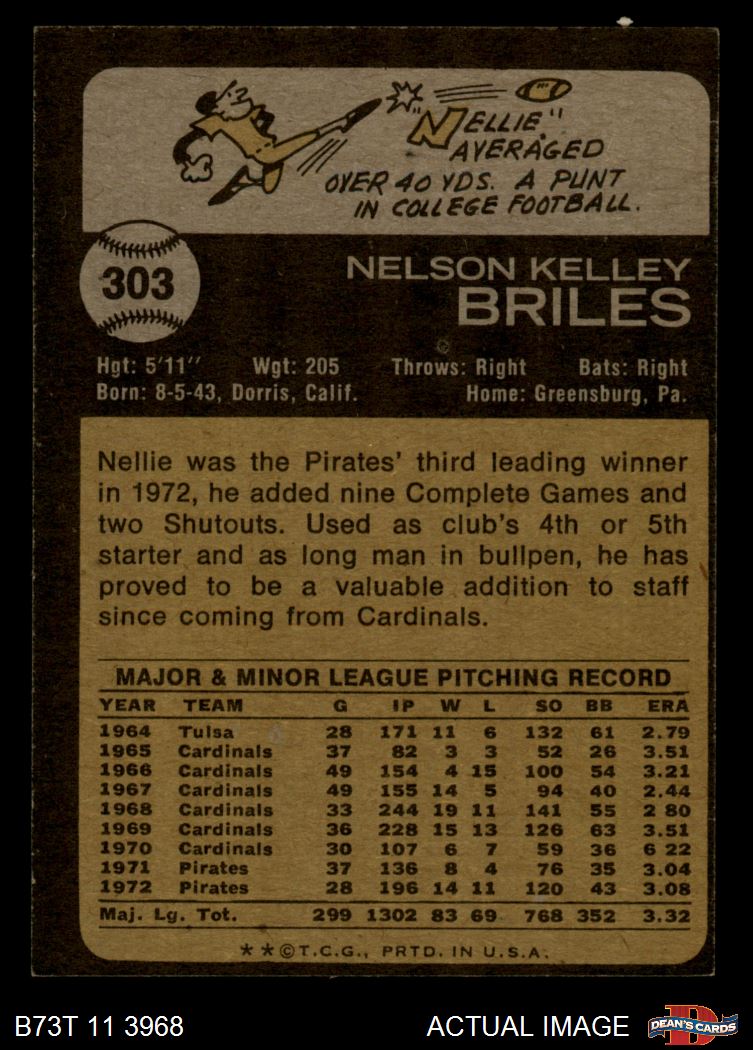 "NELLIE"
AVERAGED
OVER 40 YDS. A PUNT
IN COLLEGE FOOTBALL.
303
NELSON KELLEY
BRILES
Hgt: 5'11" Wgt: 205 Throws: Right Bats: Right
Born: 8-5-43, Dorris, Calif. Home: Greensburg, Pa.
Nellie was the Pirates' third leading winner
in 1972, he added nine Complete Games and
two Shutouts. Used as club's 4th or 5th
starter and as long man in bullpen, he has
proved to be a valuable addition to staff
since coming from Cardinals.
MAJOR & MINOR LEAGUE PITCHING RECORD
YEAR TEAM G IP W L SO BB ERA
1964 Tulsa 28 171 11 6 132 61 2.79
1965 Cardinals 37 82 3 3 52 26 3.51
1966 Cardinals 49 154 4 15 100 54 3.21
1967 Cardinals 49 155 14 5 94 40 2.44
1968 Cardinals 33 244 19 11 141 55 2 80
1969 Cardinals 36 228 15 13 126 63 3.51
1970 Cardinals 30 107 6 7 59 36 6 22
1971 Pirates 37 136 8 4 76 35 3.04
1972 Pirates 28 196 14 11 120 43 3.08
Maj. Lg. Tot. 299 1302 83 69 768 352 3.32
**©T.C.G., PRTD. IN U.S.A.
B73T 11 3968 ACTUAL IMAGE
D
DEAN'S CARDS